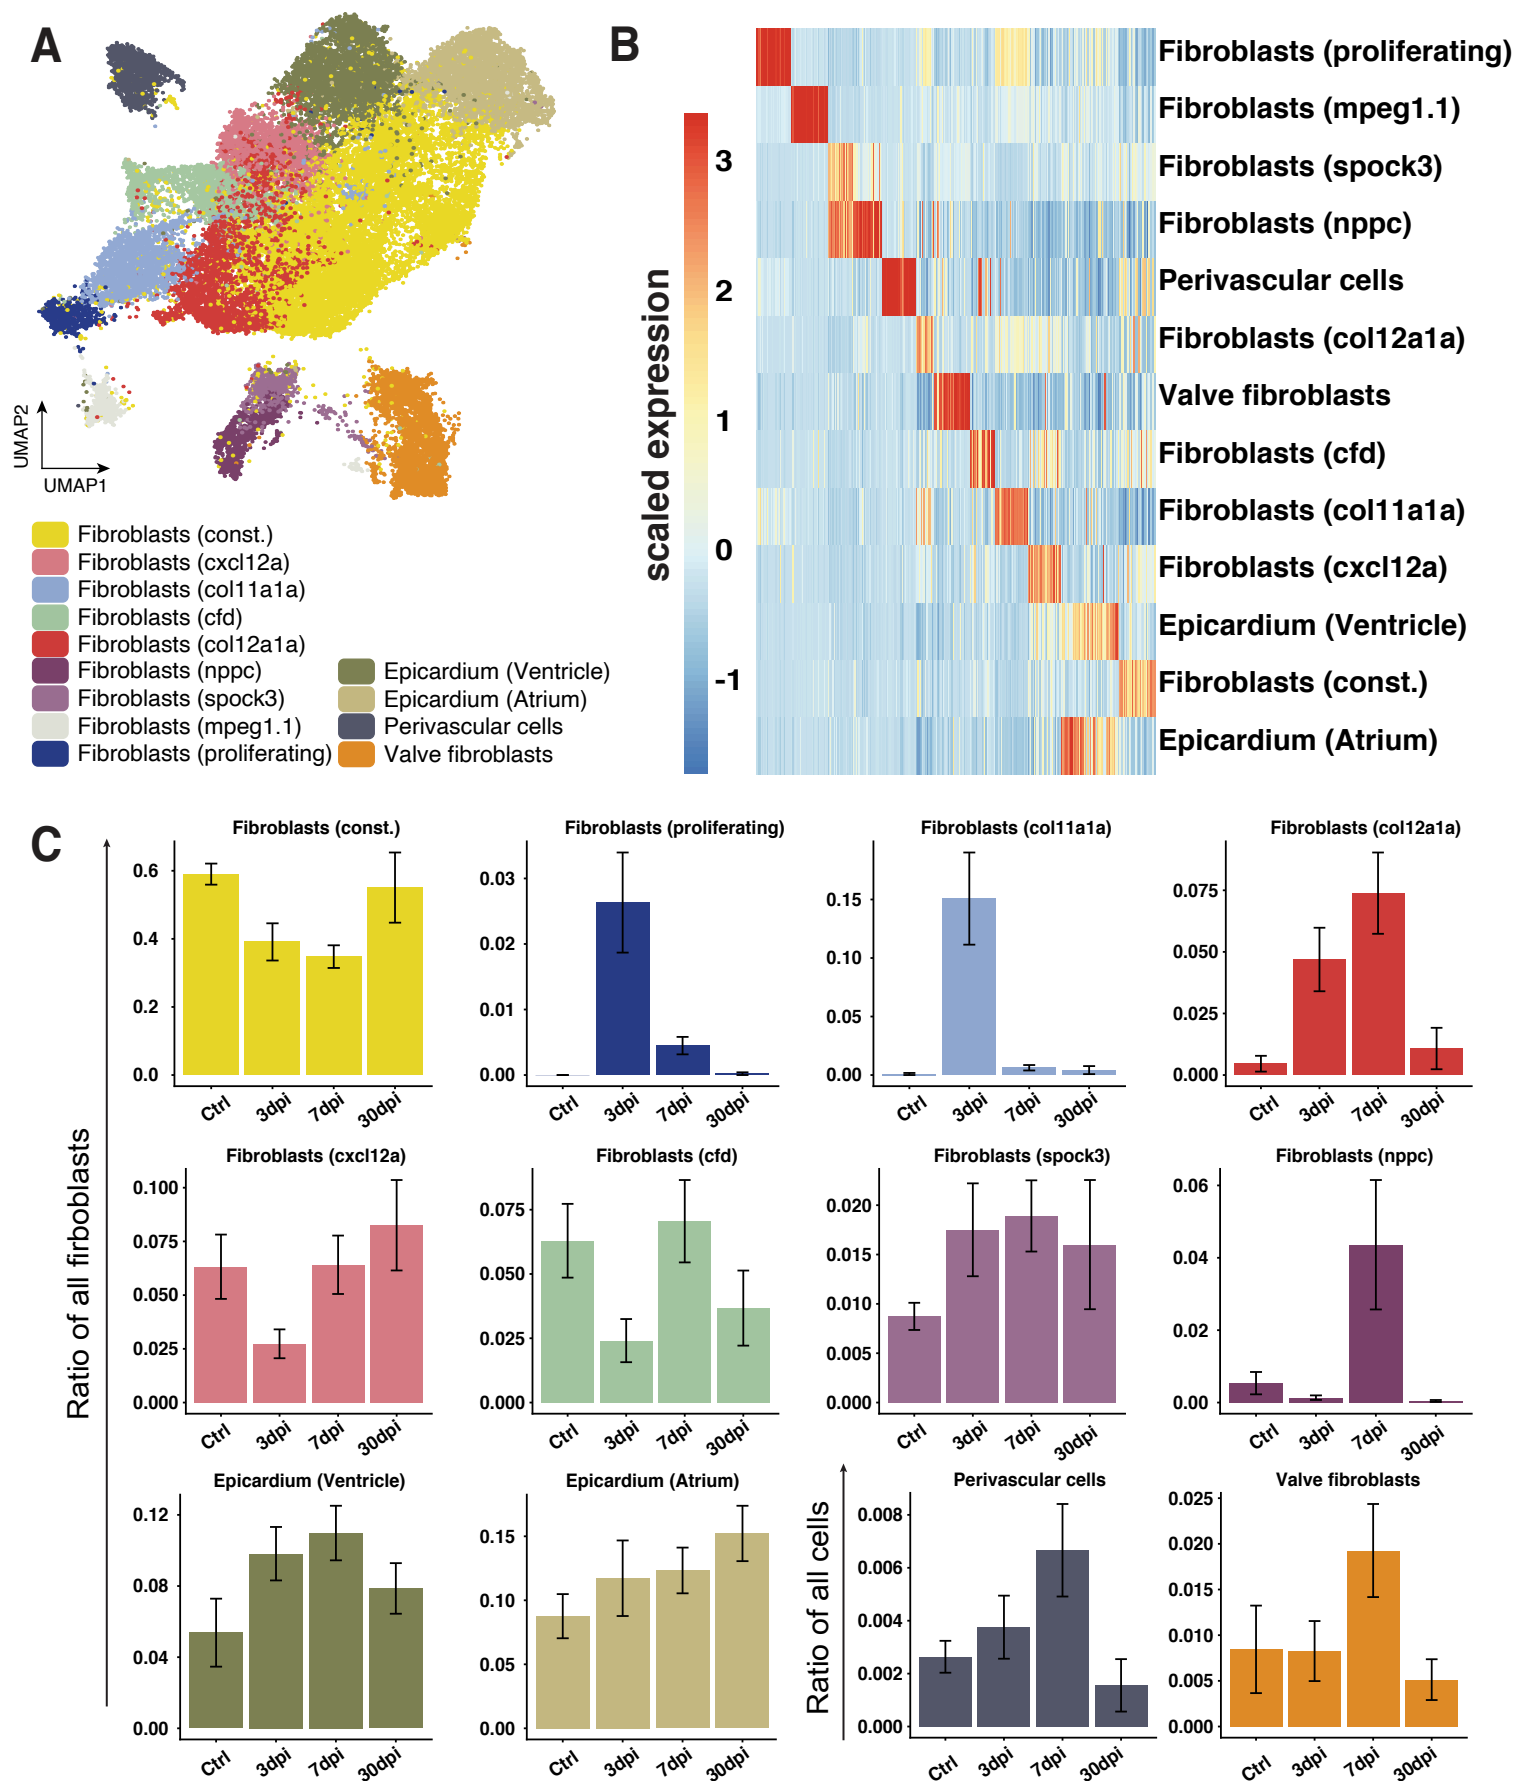 A
UMAP2
UMAP1
Fibroblasts (const.)
Fibroblasts (cxcl12a)
Fibroblasts (col11a1a)
Fibroblasts (cfd)
Fibroblasts (col12a1a)
Fibroblasts (nppc)
Fibroblasts (spock3)
Fibroblasts (mpeg1.1)
Fibroblasts (proliferating)
Epicardium (Ventricle)
Epicardium (Atrium)
Perivascular cells
Valve fibroblasts
B
scaled expression
3
2
1
0
-1
Fibroblasts (proliferating)
Fibroblasts (mpeg1.1)
Fibroblasts (spock3)
Fibroblasts (nppc)
Perivascular cells
Fibroblasts (col12a1a)
Valve fibroblasts
Fibroblasts (cfd)
Fibroblasts (col11a1a)
Fibroblasts (cxcl12a)
Epicardium (Ventricle)
Fibroblasts (const.)
Epicardium (Atrium)
C
Ratio of all firboblasts
Fibroblasts (const.)
0.6
0.4
0.2
0.0
Ctrl 3dpi 7dpi 30dpi
Fibroblasts (proliferating)
0.03
0.02
0.01
0.00
Ctrl 3dpi 7dpi 30dpi
Fibroblasts (col11a1a)
0.15
0.10
0.05
0.00
Ctrl 3dpi 7dpi 30dpi
Fibroblasts (col12a1a)
0.075
0.050
0.025
0.000
Ctrl 3dpi 7dpi 30dpi
Fibroblasts (cxcl12a)
0.100
0.075
0.050
0.025
0.000
Ctrl 3dpi 7dpi 30dpi
Fibroblasts (cfd)
0.075
0.050
0.025
0.000
Ctrl 3dpi 7dpi 30dpi
Fibroblasts (spock3)
0.020
0.015
0.010
0.005
0.000
Ctrl 3dpi 7dpi 30dpi
Fibroblasts (nppc)
0.06
0.04
0.02
0.00
Ctrl 3dpi 7dpi 30dpi
Epicardium (Ventricle)
0.12
0.08
0.04
0.00
Ctrl 3dpi 7dpi 30dpi
Epicardium (Atrium)
0.15
0.10
0.05
0.00
Ctrl 3dpi 7dpi 30dpi
Ratio of all cells
Perivascular cells
0.008
0.006
0.004
0.002
0.000
Ctrl 3dpi 7dpi 30dpi
Valve fibroblasts
0.025
0.020
0.015
0.010
0.005
0.000
Ctrl 3dpi 7dpi 30dpi